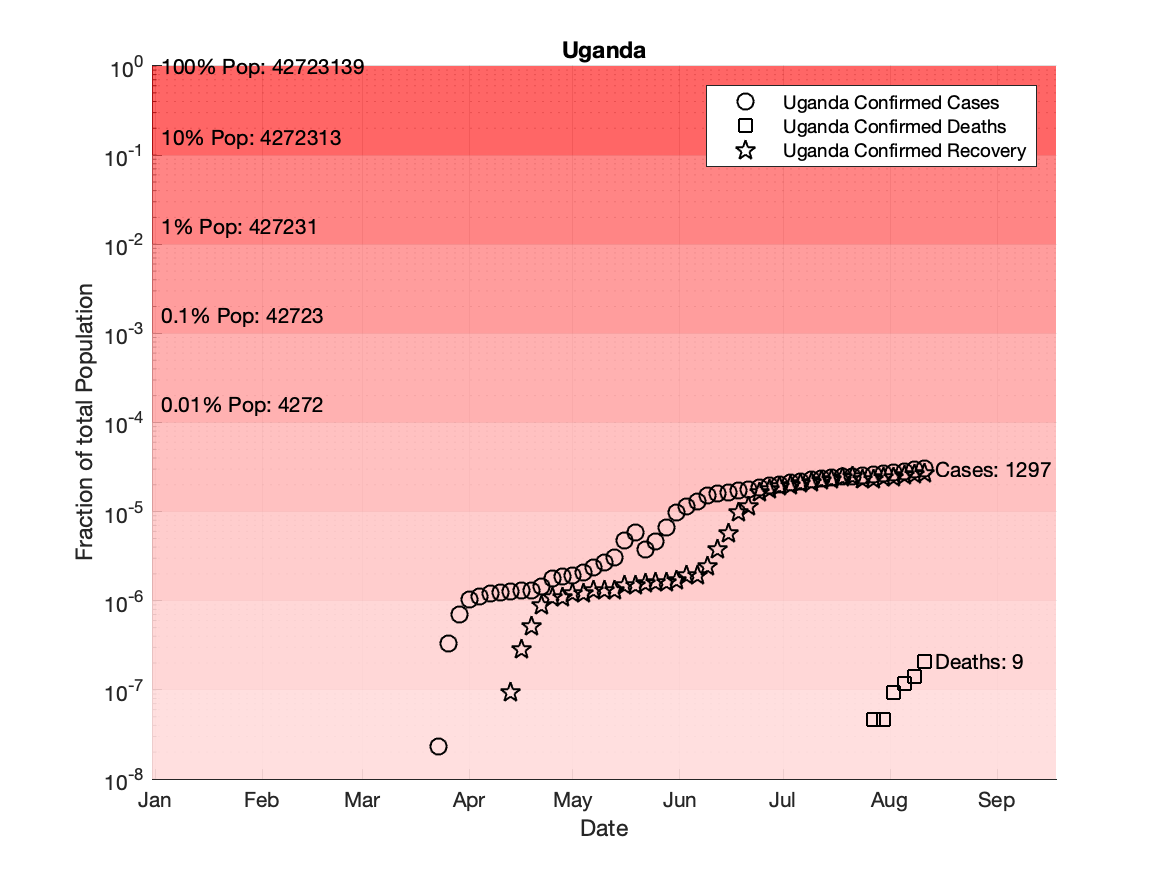 Uganda
10^0
100% Pop: 42723139
Uganda Confirmed Cases
Uganda Confirmed Deaths
Uganda Confirmed Recovery
10% Pop: 4272313
10^-1
1% Pop: 427231
10^-2
0.1% Pop: 42723
10^-3
0.01% Pop: 4272
10^-4
Cases: 1297
10^-5
10^-6
Deaths: 9
10^-7
10^-8
Fraction of total Population
Jan Feb Mar Apr May Jun Jul Aug Sep
Date